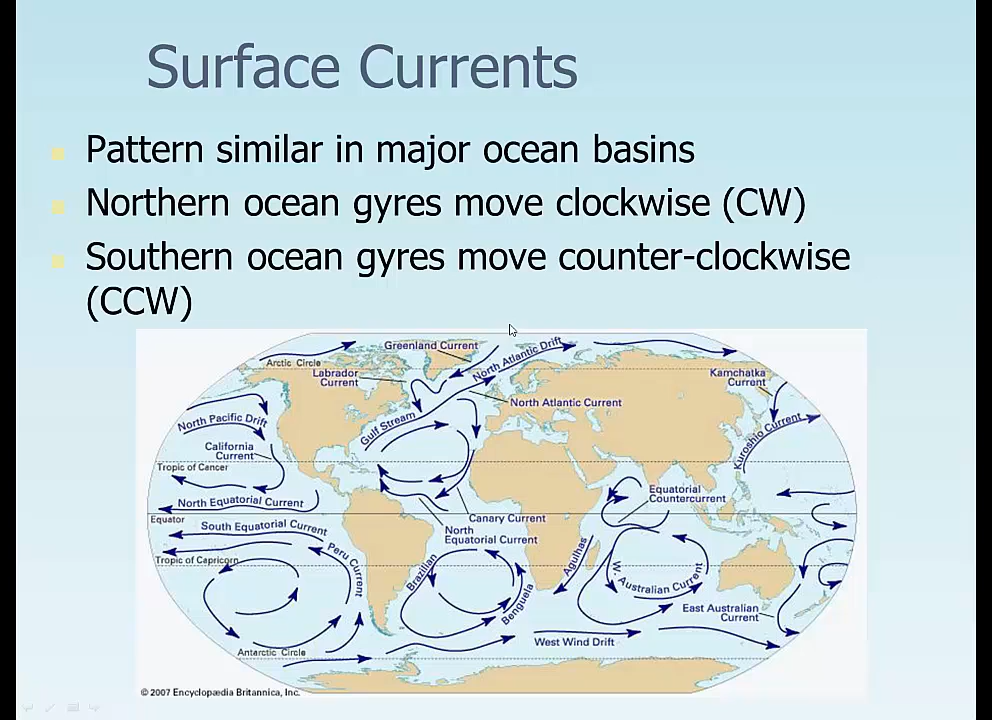 Surface Currents
Pattern similar in major ocean basins
Northern ocean gyres move clockwise (CW)
Southern ocean gyres move counter-clockwise
(CCW)
Greenland Current
North Atlantic Drift
Arctic Circle
Labrador
Current
Kamchatka
Current
North Atlantic Current
North Pacific Drift
Gulf Stream
Kuroshio Current
California
Current
Tropic of Cancer
North Equatorial Current
Equatorial
Countercurrent
Equator
South Equatorial Current
Canary Current
North
Equatorial Current
Tropic of Capricorn
Peru Current
Brazilian
Benguela
Agulhas
W. Australian Current
East Australian
Current
West Wind Drift
Antarctic Circle
© 2007 Encyclopædia Britannica, Inc.